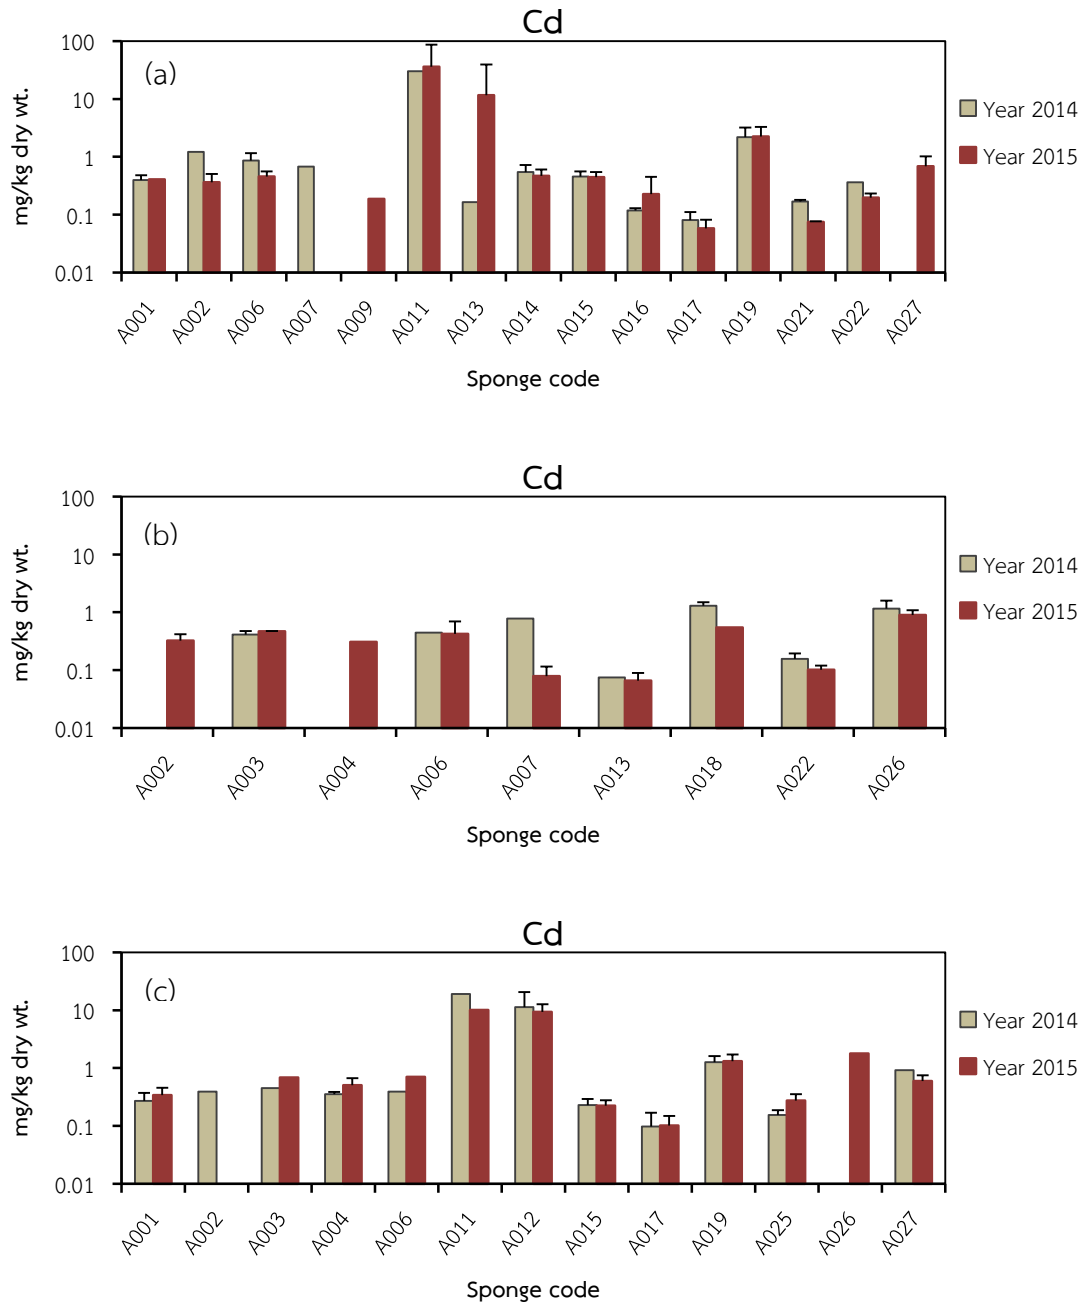 Cd
(a)
100
10
1
0.1
0.01
mg/kg dry wt.
Year 2014
Year 2015
A001
A002
A006
A007
A009
A011
A013
A014
A015
A016
A017
A019
A021
A022
A027
Sponge code
Cd
(b)
100
10
1
0.1
0.01
mg/kg dry wt.
Year 2014
Year 2015
A002
A003
A004
A006
A007
A013
A018
A022
A026
Sponge code
Cd
(c)
100
10
1
0.1
0.01
mg/kg dry wt.
Year 2014
Year 2015
A001
A002
A003
A004
A006
A011
A012
A015
A017
A019
A025
A026
A027
Sponge code